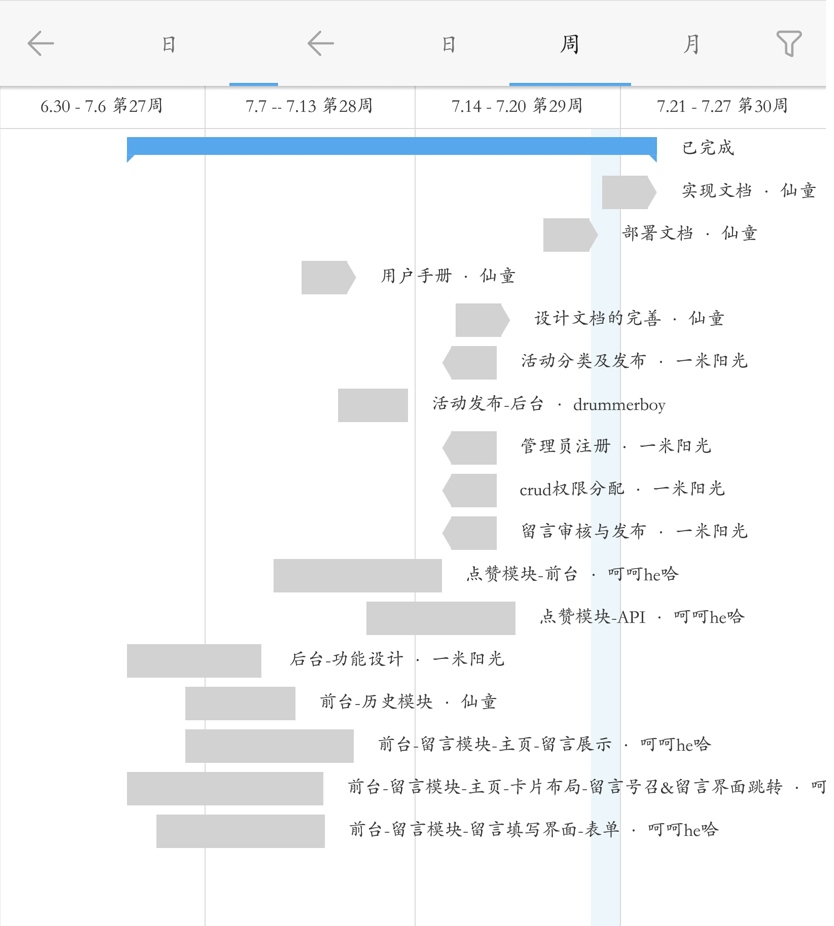 日 日 周 月
6.30 - 7.6 第27周 7.7 -- 7.13 第28周 7.14 - 7.20 第29周 7.21 - 7.27 第30周
已完成
实现文档 · 仙童
部署文档 · 仙童
用户手册 · 仙童
设计文档的完善 · 仙童
活动分类及发布 · 一米阳光
活动发布-后台 · drummerboy
管理员注册 · 一米阳光
crud权限分配 · 一米阳光
留言审核与发布 · 一米阳光
点赞模块-前台 · 呵呵he哈
点赞模块-API · 呵呵he哈
后台-功能设计 · 一米阳光
前台-历史模块 · 仙童
前台-留言模块-主页-留言展示 · 呵呵he哈
前台-留言模块-主页-卡片布局-留言号召&留言界面跳转 ·
前台-留言模块-留言填写界面-表单 · 呵呵he哈